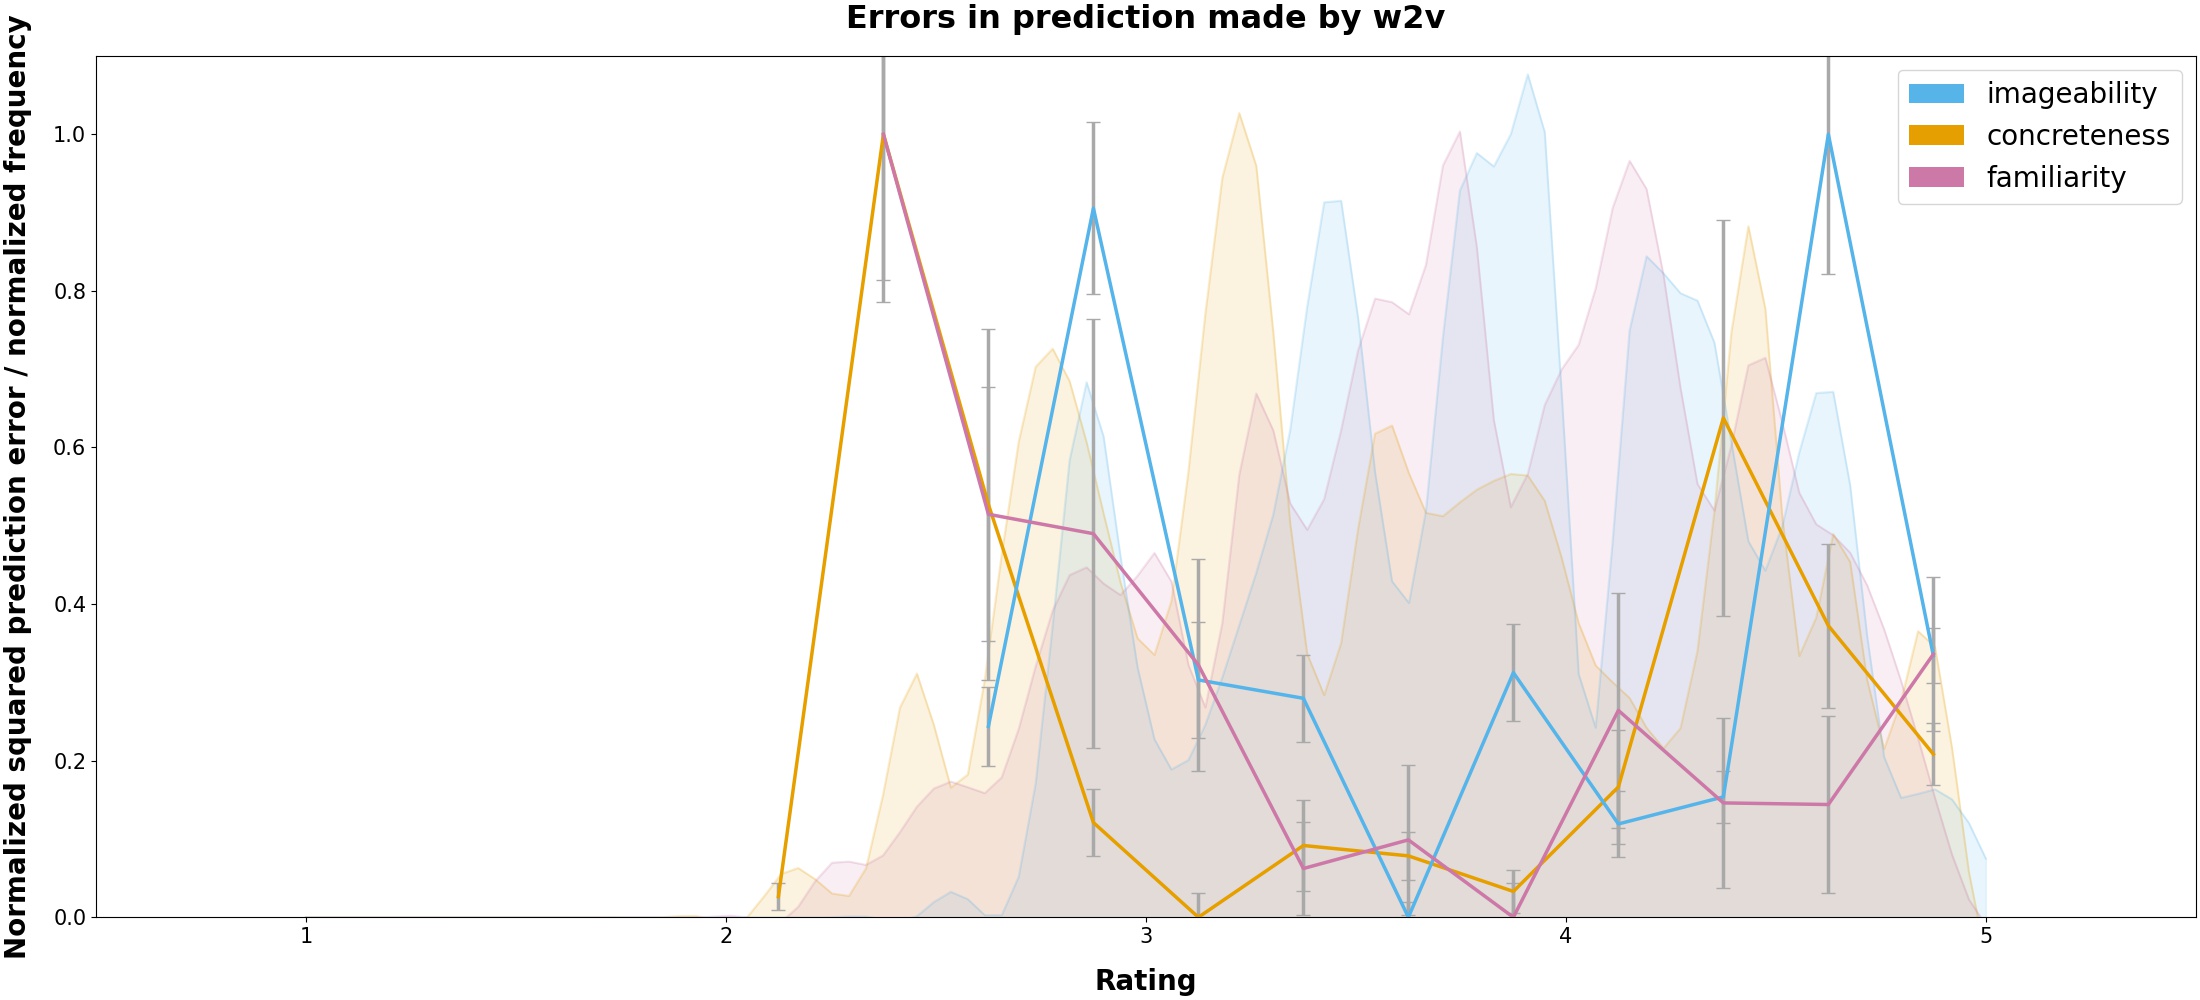 Errors in prediction made by w2v
Normalized squared prediction error / normalized frequency
1.0
0.8
0.6
0.4
0.2
0.0
1 2 3 4 5
Rating
imageability
concreteness
familiarity